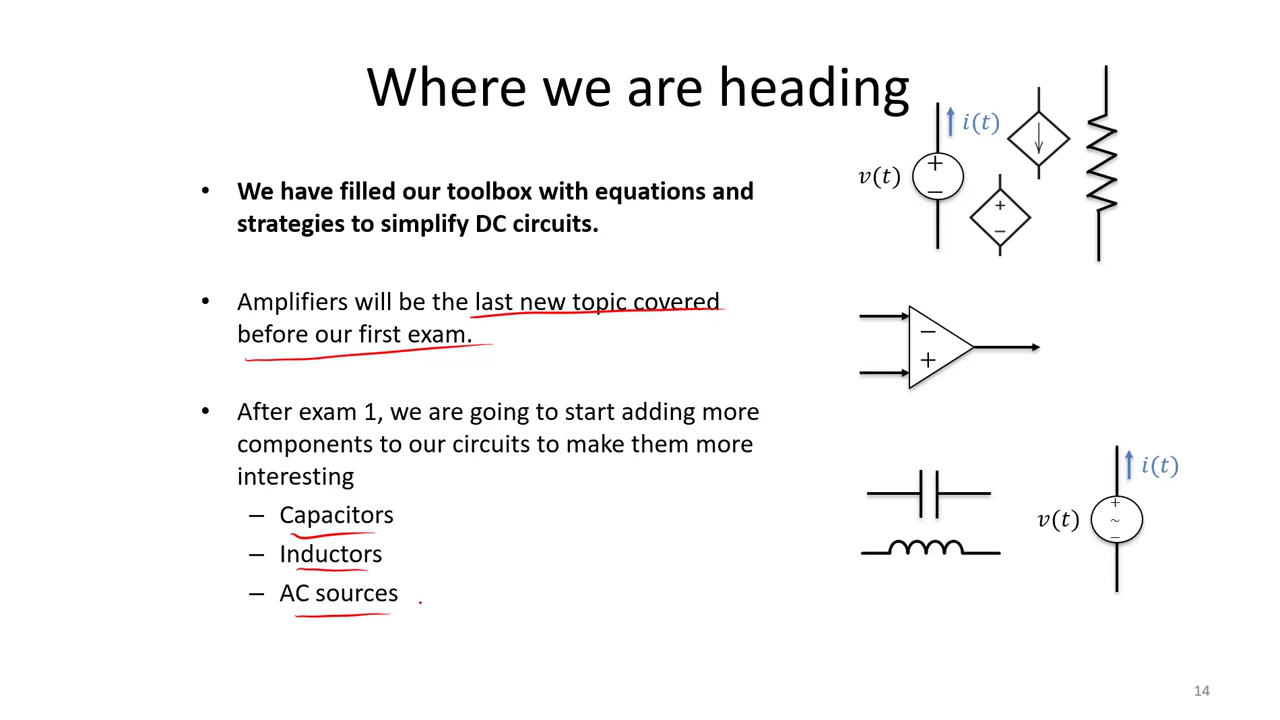 Where we are heading
• We have filled our toolbox with equations and
strategies to simplify DC circuits.
• Amplifiers will be the last new topic covered
before our first exam.
• After exam 1, we are going to start adding more
components to our circuits to make them more
interesting
– Capacitors
– Inductors
– AC sources
i(t)
v(t)
+
−
+
−
−
+
i(t)
v(t)
+
~
−
14